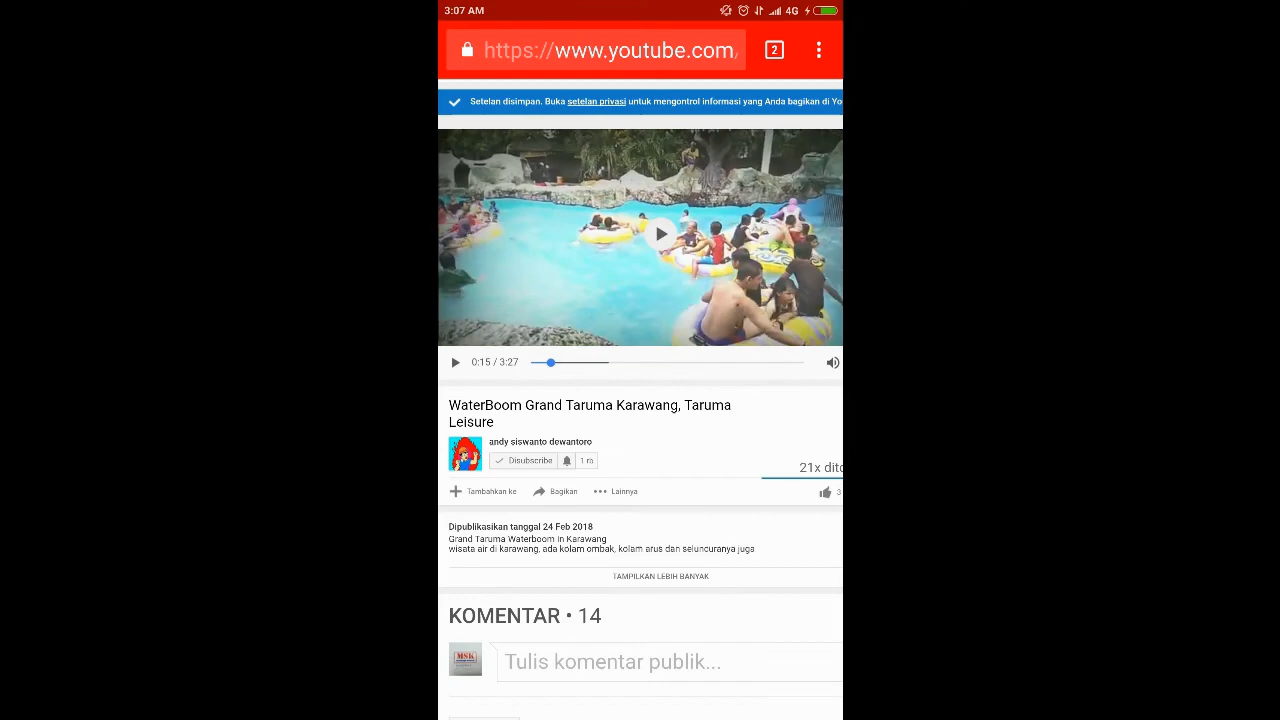 3:07 AM
4G
https://www.youtube.com/
2
Setelan disimpan. Buka setelan privasi untuk mengontrol informasi yang Anda bagikan di Yo
0:15 / 3:27
WaterBoom Grand Taruma Karawang, Taruma
Leisure
andy siswanto dewantoro
Disubscribe
1 rb
21x dito
Tambahkan ke
Bagikan
Lainnya
3
Dipublikasikan tanggal 24 Feb 2018
Grand Taruma Waterboom in Karawang
wisata air di karawang, ada kolam ombak, kolam arus dan seluncuranya juga
TAMPILKAN LEBIH BANYAK
KOMENTAR • 14
MSK
Tulis komentar publik...